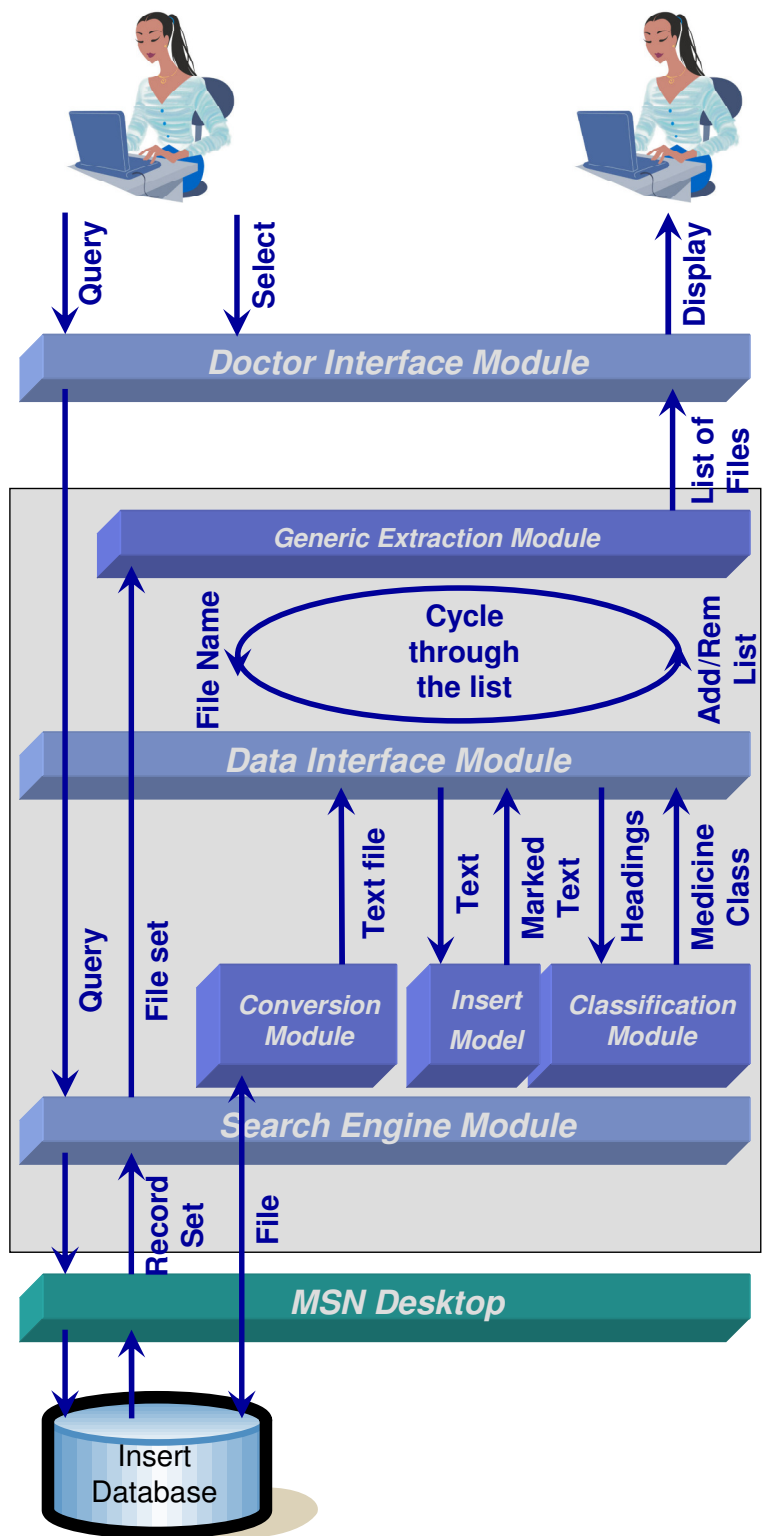 Query
Select
Display
Doctor Interface Module
List of
Files
Generic Extraction Module
File Name
Cycle
through
the list
Add/Rem
List
Data Interface Module
Text file
Text
Marked
Text
Headings
Medicine
Class
Query
File set
Conversion
Module
Insert
Model
Classification
Module
Search Engine Module
Record
Set
File
MSN Desktop
Insert
Database